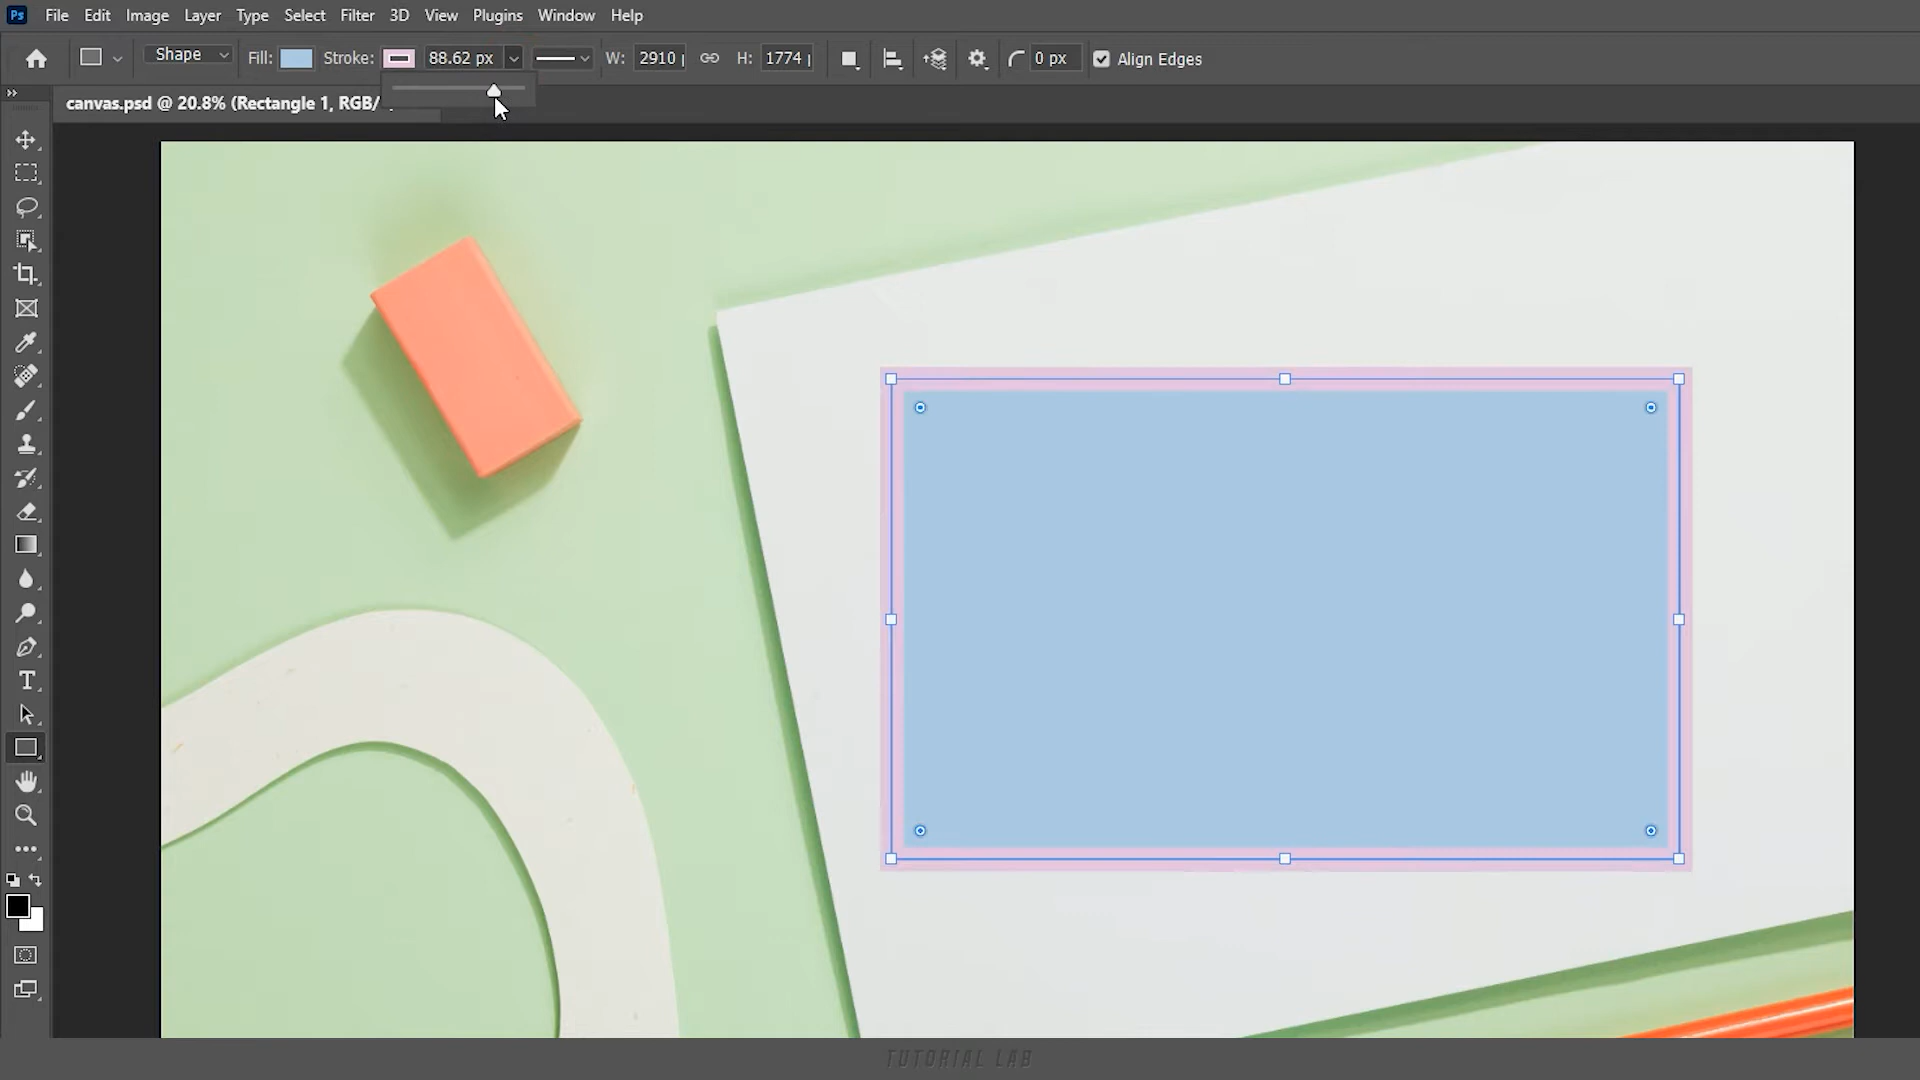 Ps File Edit Image Layer Type Select Filter 3D View Plugins Window Help
Shape Fill: Stroke: 88.62 px W: 2910 H: 1774 0 px Align Edges
canvas.psd @ 20.8% (Rectangle 1, RGB/
T
TUTORIAL LAB